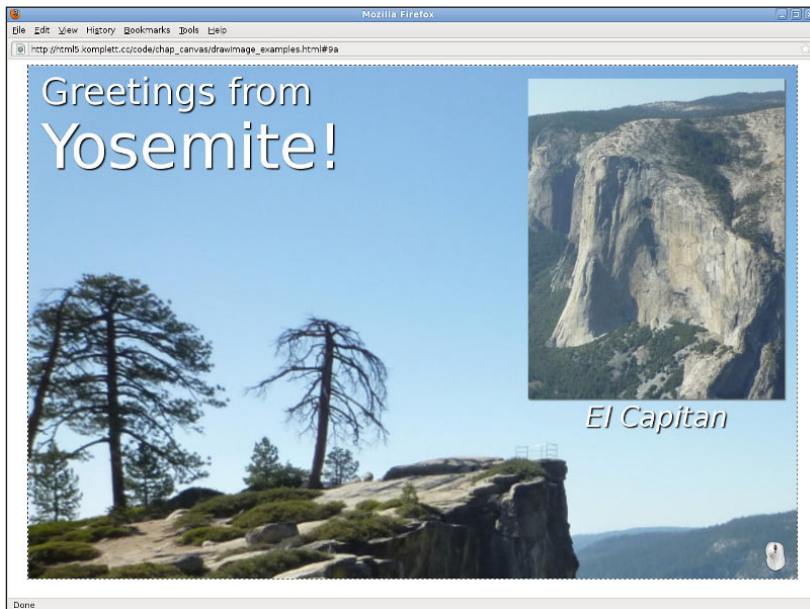 Mozilla Firefox
File Edit View History Bookmarks Tools Help
http://html5.komplett.cc/code/chap_canvas/drawImage_examples.html#9a
Greetings from
Yosemite!
El Capitan
Done